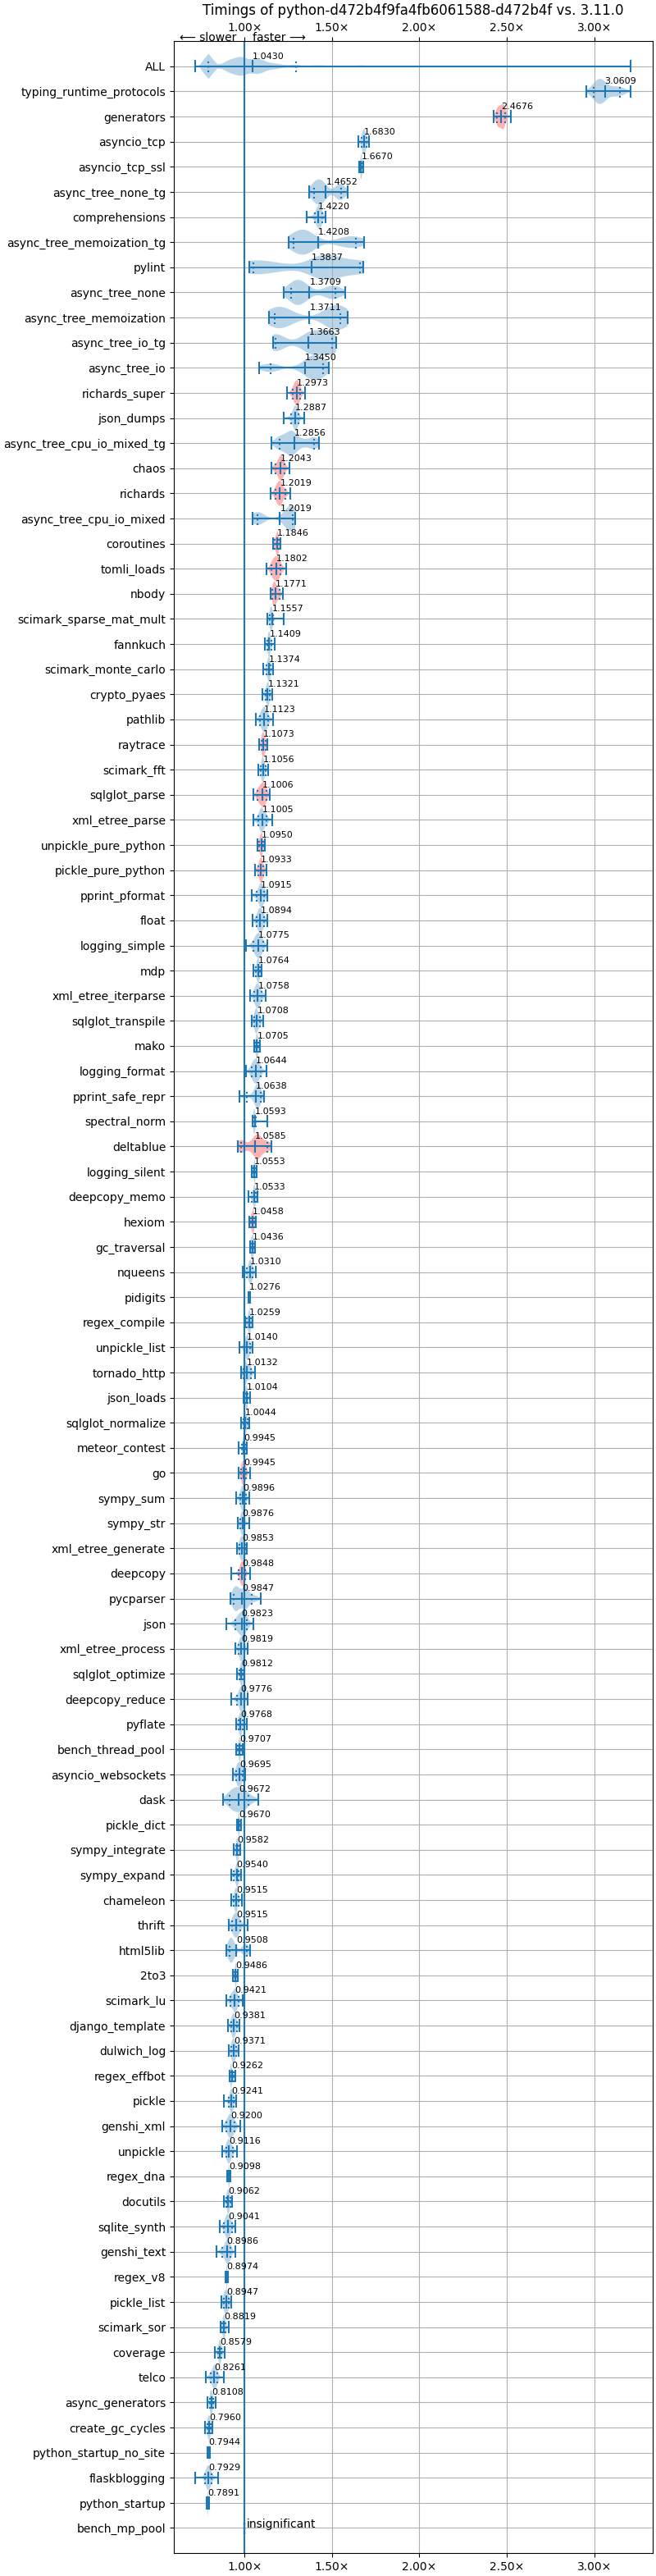 Timings of python-d472b4f9fa4fb6061588-d472b4f vs. 3.11.0
1.00× 1.50× 2.00× 2.50× 3.00×
⟵ slower faster ⟶
ALL 1.0430
typing_runtime_protocols 3.0609
generators 2.4676
asyncio_tcp 1.6830
asyncio_tcp_ssl 1.6670
async_tree_none_tg 1.4652
comprehensions 1.4220
async_tree_memoization_tg 1.4208
pylint 1.3837
async_tree_none 1.3709
async_tree_memoization 1.3711
async_tree_io_tg 1.3663
async_tree_io 1.3450
richards_super 1.2973
json_dumps 1.2887
async_tree_cpu_io_mixed_tg 1.2856
chaos 1.2043
richards 1.2019
async_tree_cpu_io_mixed 1.2019
coroutines 1.1846
tomli_loads 1.1802
nbody 1.1771
scimark_sparse_mat_mult 1.1557
fannkuch 1.1409
scimark_monte_carlo 1.1374
crypto_pyaes 1.1321
pathlib 1.1123
raytrace 1.1073
scimark_fft 1.1056
sqlglot_parse 1.1006
xml_etree_parse 1.1005
unpickle_pure_python 1.0950
pickle_pure_python 1.0933
pprint_pformat 1.0915
float 1.0894
logging_simple 1.0775
mdp 1.0764
xml_etree_iterparse 1.0758
sqlglot_transpile 1.0708
mako 1.0705
logging_format 1.0644
pprint_safe_repr 1.0638
spectral_norm 1.0593
deltablue 1.0585
logging_silent 1.0553
deepcopy_memo 1.0533
hexiom 1.0458
gc_traversal 1.0436
nqueens 1.0310
pidigits 1.0276
regex_compile 1.0259
unpickle_list 1.0140
tornado_http 1.0132
json_loads 1.0104
sqlglot_normalize 1.0044
meteor_contest 0.9945
go 0.9945
sympy_sum 0.9896
sympy_str 0.9876
xml_etree_generate 0.9853
deepcopy 0.9848
pycparser 0.9847
json 0.9823
xml_etree_process 0.9819
sqlglot_optimize 0.9812
deepcopy_reduce 0.9776
pyflate 0.9768
bench_thread_pool 0.9707
asyncio_websockets 0.9695
dask 0.9672
pickle_dict 0.9670
sympy_integrate 0.9582
sympy_expand 0.9540
chameleon 0.9515
thrift 0.9515
html5lib 0.9508
2to3 0.9486
scimark_lu 0.9421
django_template 0.9381
dulwich_log 0.9371
regex_effbot 0.9262
pickle 0.9241
genshi_xml 0.9200
unpickle 0.9116
regex_dna 0.9098
docutils 0.9062
sqlite_synth 0.9041
genshi_text 0.8986
regex_v8 0.8974
pickle_list 0.8947
scimark_sor 0.8819
coverage 0.8579
telco 0.8261
async_generators 0.8108
create_gc_cycles 0.7960
python_startup_no_site 0.7944
flaskblogging 0.7929
python_startup 0.7891
bench_mp_pool insignificant
1.00× 1.50× 2.00× 2.50× 3.00×